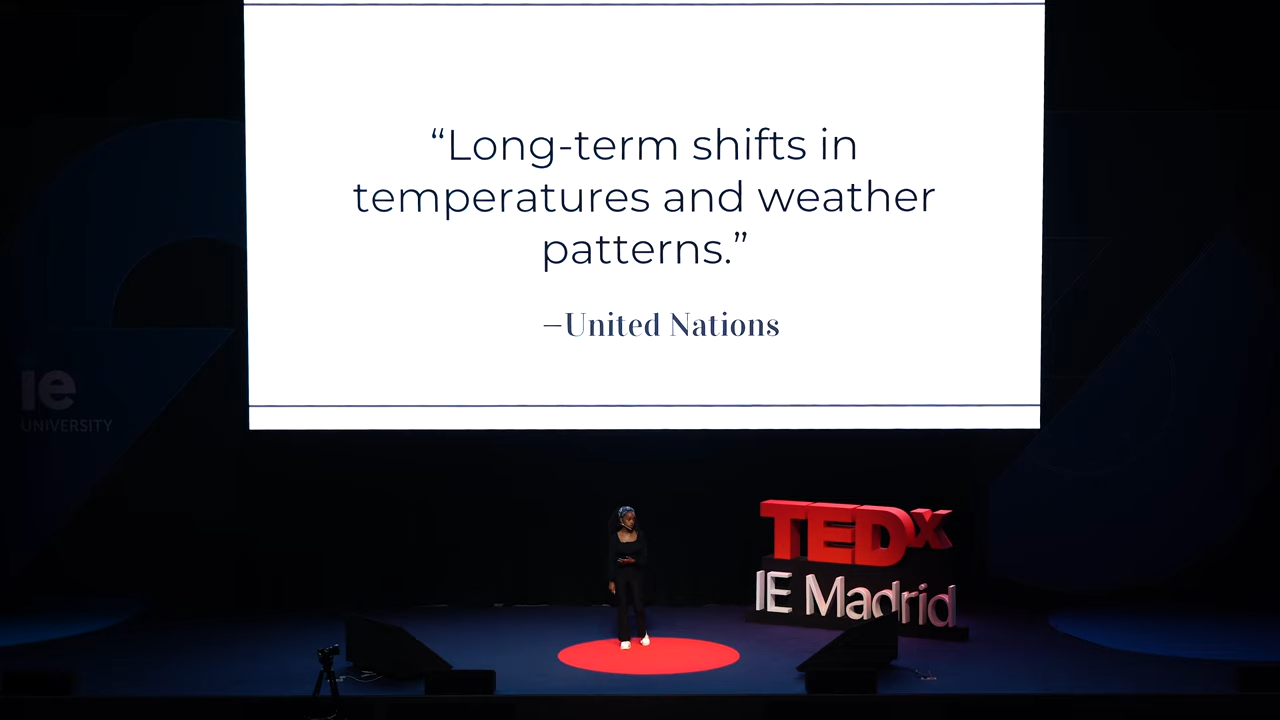 “Long-term shifts in
temperatures and weather
patterns.”
—United Nations
ie
UNIVERSITY
TEDx
IE Madrid